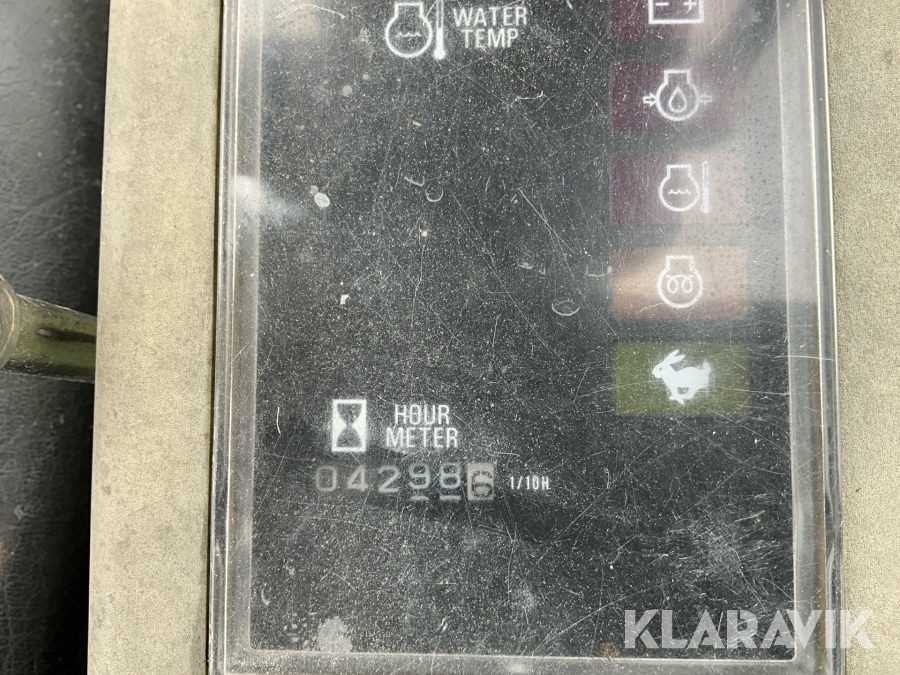 WATER
TEMP
- +
HOUR
METER
042986 1/10H
KLARAVIK